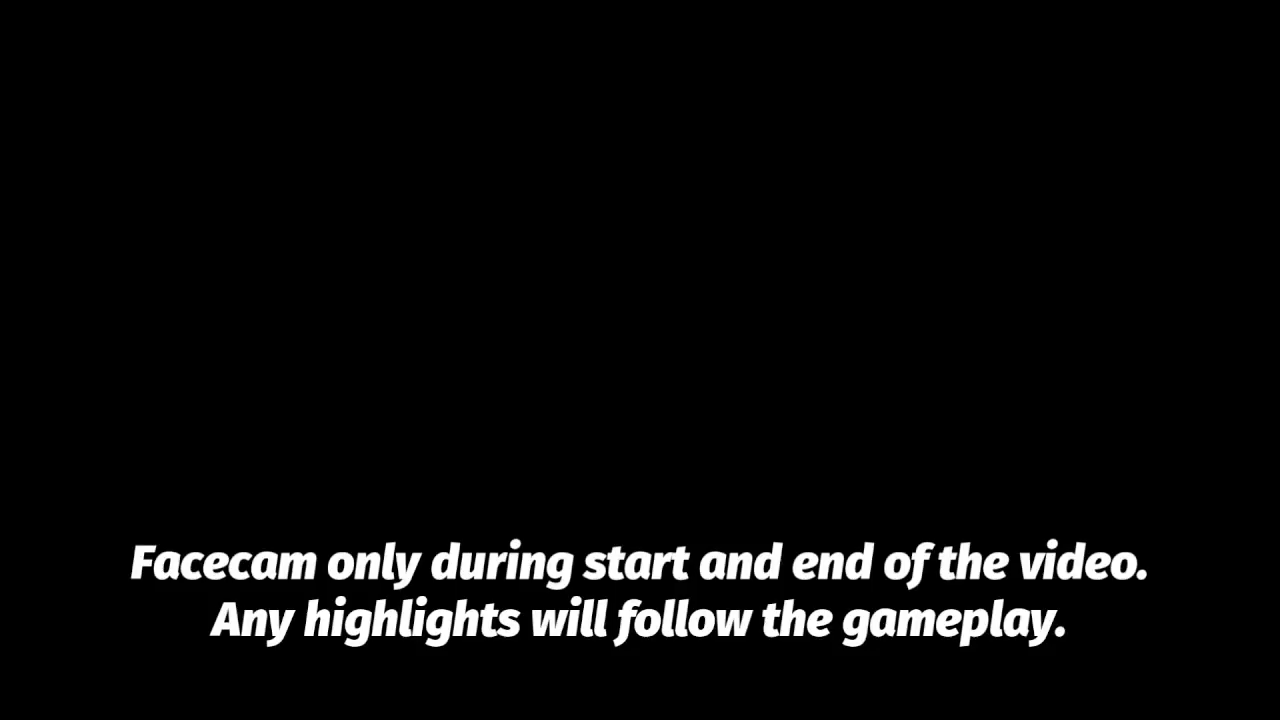 Facecam only during start and end of the video.
Any highlights will follow the gameplay.